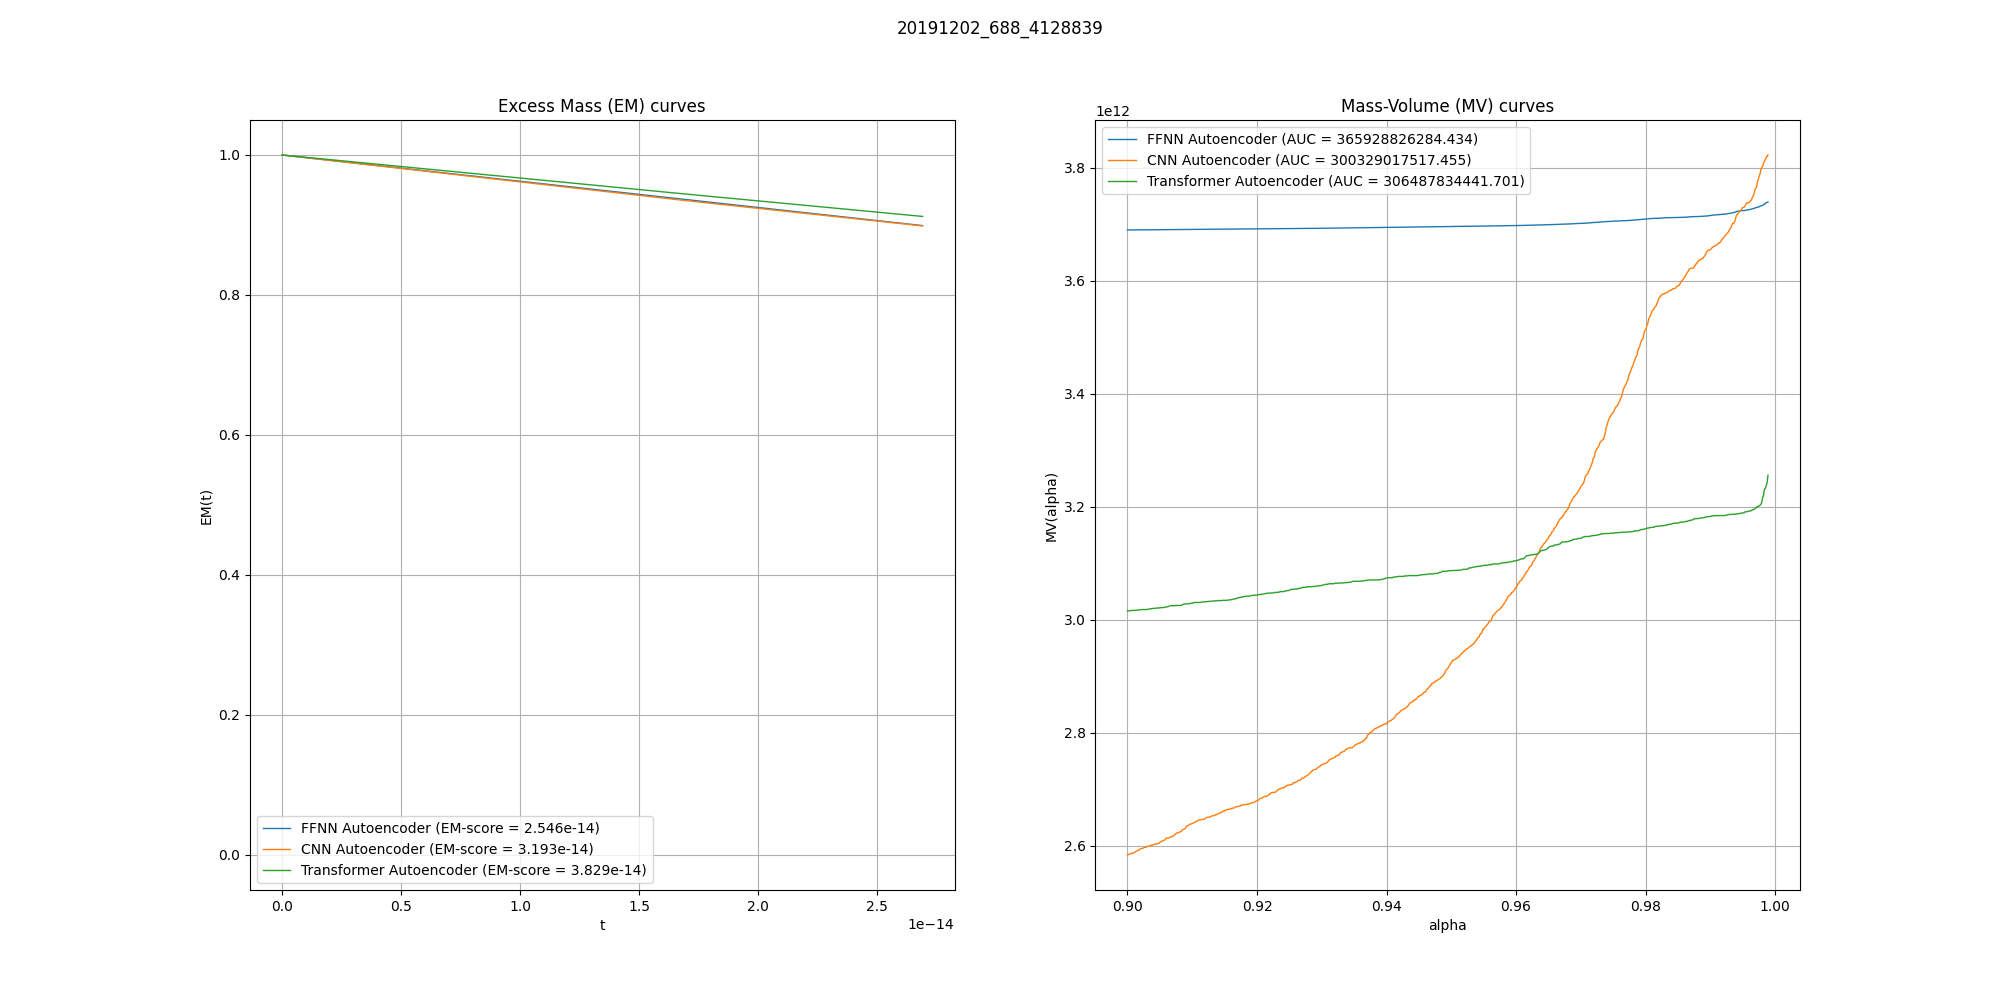 20191202_688_4128839
Excess Mass (EM) curves
EM(t)
1.0
0.8
0.6
0.4
0.2
0.0
FFNN Autoencoder (EM-score = 2.546e-14)
CNN Autoencoder (EM-score = 3.193e-14)
Transformer Autoencoder (EM-score = 3.829e-14)
0.0 0.5 1.0 1.5 2.0 2.5
1e−14
t
Mass-Volume (MV) curves
1e12
FFNN Autoencoder (AUC = 365928826284.434)
CNN Autoencoder (AUC = 300329017517.455)
Transformer Autoencoder (AUC = 306487834441.701)
MV(alpha)
3.8
3.6
3.4
3.2
3.0
2.8
2.6
0.90 0.92 0.94 0.96 0.98 1.00
alpha